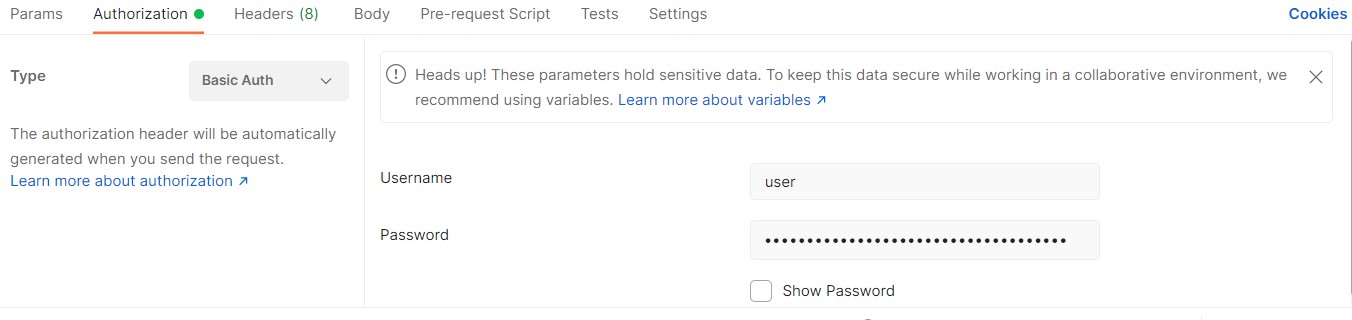 Params Authorization Headers (8) Body Pre-request Script Tests Settings Cookies
Type
Basic Auth
The authorization header will be automatically
generated when you send the request.
Learn more about authorization ↗
Heads up! These parameters hold sensitive data. To keep this data secure while working in a collaborative environment, we
recommend using variables. Learn more about variables ↗
Username
user
Password
••••••••••••••••••••••••••••••••••••
Show Password